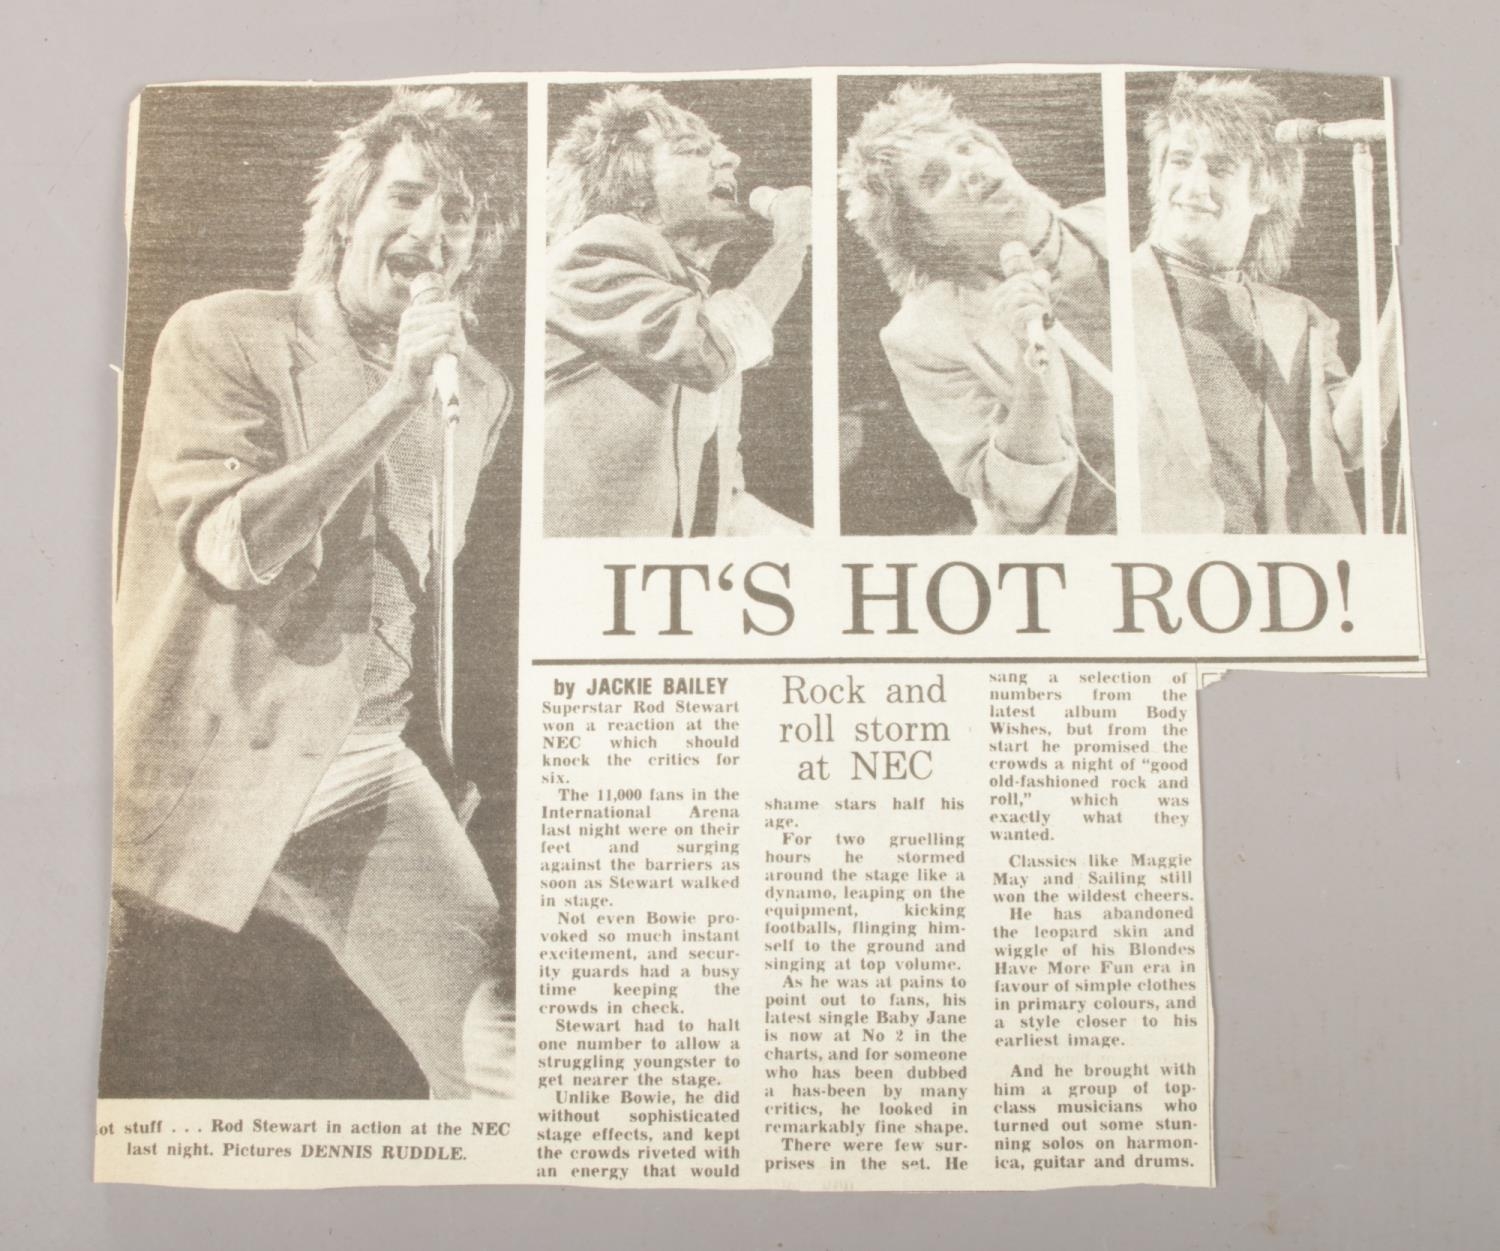 IT'S HOT ROD!
by JACKIE BAILEY
Superstar Rod Stewart
won a reaction at the
NEC which should
knock the critics for
six.
The 11,000 fans in the
International Arena
last night were on their
feet and surging
against the barriers as
soon as Stewart walked
in stage.
Not even Bowie pro-
voked so much instant
excitement, and secur-
ity guards had a busy
time keeping the
crowds in check.
Stewart had to halt
one number to allow a
struggling youngster to
get nearer the stage.
Unlike Bowie, he did
without sophisticated
stage effects, and kept
the crowds riveted with
an energy that would
Rock and
roll storm
at NEC
shame stars half his
age.
For two gruelling
hours he stormed
around the stage like a
dynamo, leaping on the
equipment, kicking
footballs, flinging him-
self to the ground and
singing at top volume.
As he was at pains to
point out to fans, his
latest single Baby Jane
is now at No 2 in the
charts, and for someone
who has been dubbed
a has-been by many
critics, he looked in
remarkably fine shape.
There were few sur-
prises in the set. He
sang a selection of
numbers from the
latest album Body
Wishes, but from the
start he promised the
crowds a night of "good
old-fashioned rock and
roll," which was
exactly what they
wanted.
Classics like Maggie
May and Sailing still
won the wildest cheers.
He has abandoned
the leopard skin and
wiggle of his Blondes
Have More Fun era in
favour of simple clothes
in primary colours, and
a style closer to his
earliest image.
And he brought with
him a group of top-
class musicians who
turned out some stun-
ning solos on harmon-
ica, guitar and drums.
ot stuff . . . Rod Stewart in action at the NEC
last night. Pictures DENNIS RUDDLE.